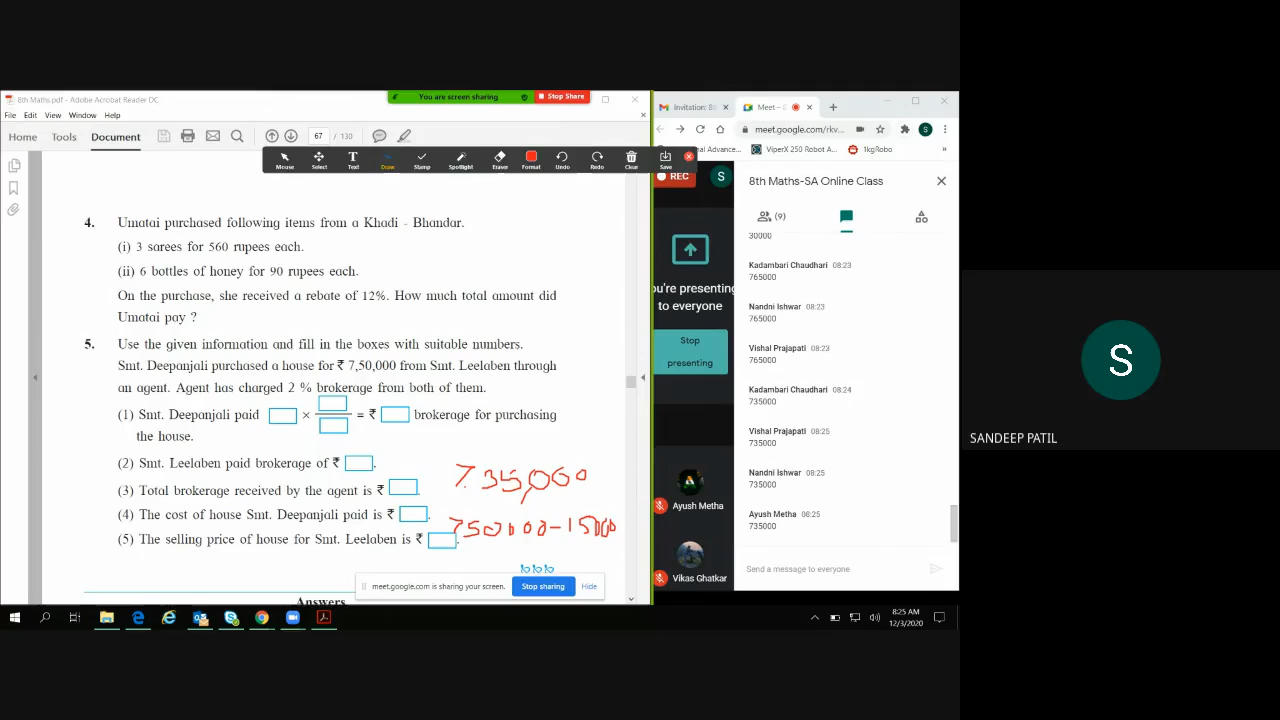 8th Maths.pdf - Adobe Acrobat Reader DC
You are screen sharing
Stop Share
File Edit View Window Help
Home Tools Document
67 / 130
Mouse Select Text Draw Stamp Spotlight Eraser Format Undo Redo Clear Save
4. Umatai purchased following items from a Khadi - Bhandar.
(i) 3 sarees for 560 rupees each.
(ii) 6 bottles of honey for 90 rupees each.
On the purchase, she received a rebate of 12%. How much total amount did
Umatai pay ?
5. Use the given information and fill in the boxes with suitable numbers.
Smt. Deepanjali purchased a house for ₹ 7,50,000 from Smt. Leelaben through
an agent. Agent has charged 2 % brokerage from both of them.
(1) Smt. Deepanjali paid × = ₹ brokerage for purchasing
the house.
(2) Smt. Leelaben paid brokerage of ₹ .
(3) Total brokerage received by the agent is ₹ .
(4) The cost of house Smt. Deepanjali paid is ₹ .
(5) The selling price of house for Smt. Leelaben is ₹ .
7.35,000
750000-15000
meet.google.com is sharing your screen.
Stop sharing
Hide
Answers
Invitation: 8t
Meet –
meet.google.com/rkv...
Advance...
ViperX 250 Robot A...
1kgRobo
»
REC
S
8th Maths-SA Online Class
(9)
You're presenting
to everyone
Stop
presenting
30000
Kadambari Chaudhari 08:23
765000
Nandni Ishwar 08:23
765000
Vishal Prajapati 08:23
765000
Kadambari Chaudhari 08:24
735000
Vishal Prajapati 08:25
735000
Nandni Ishwar 08:25
735000
Ayush Metha 08:25
735000
Send a message to everyone
Ayush Metha
Vikas Ghatkar
8:25 AM
12/3/2020
S
SANDEEP PATIL